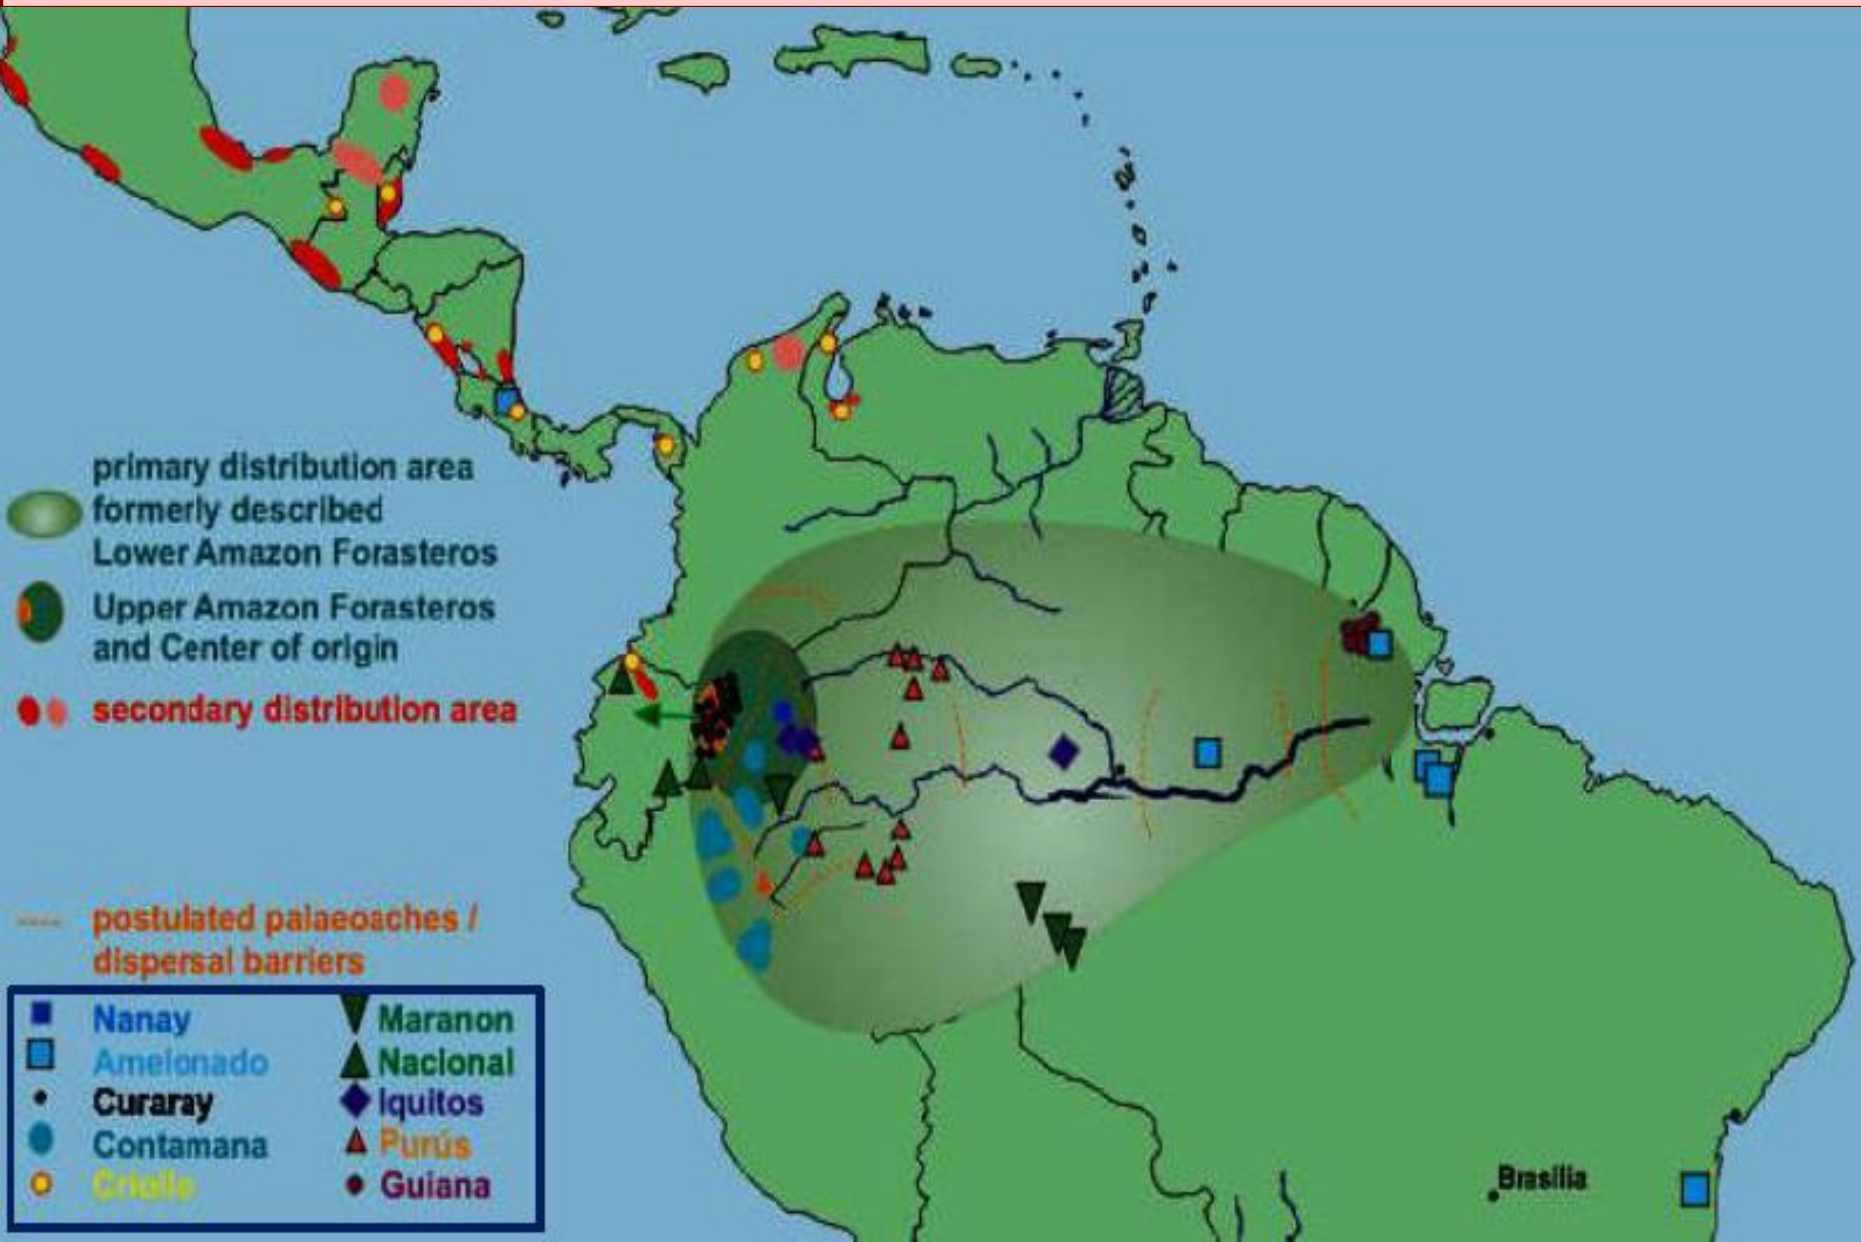 primary distribution area
formerly described
Lower Amazon Forasteros
Upper Amazon Forasteros
and Center of origin
secondary distribution area
postulated palaeoaches /
dispersal barriers
Nanay
Amelonado
Curaray
Contamana
Criollo
Maranon
Nacional
Iquitos
Purús
Guiana
Brasilia